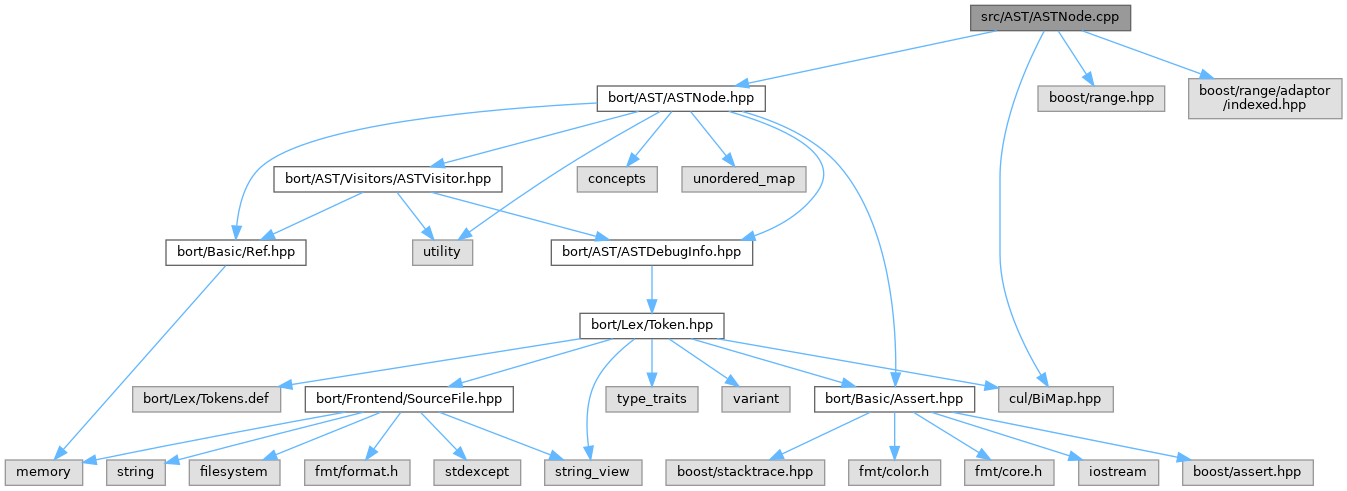 src/AST/ASTNode.cpp
bort/AST/ASTNode.hpp
boost/range.hpp
boost/range/adaptor
/indexed.hpp
bort/AST/Visitors/ASTVisitor.hpp
concepts
unordered_map
bort/Basic/Ref.hpp
utility
bort/AST/ASTDebugInfo.hpp
bort/Lex/Token.hpp
bort/Lex/Tokens.def
bort/Frontend/SourceFile.hpp
type_traits
variant
bort/Basic/Assert.hpp
cul/BiMap.hpp
memory
string
filesystem
fmt/format.h
stdexcept
string_view
boost/stacktrace.hpp
fmt/color.h
fmt/core.h
iostream
boost/assert.hpp